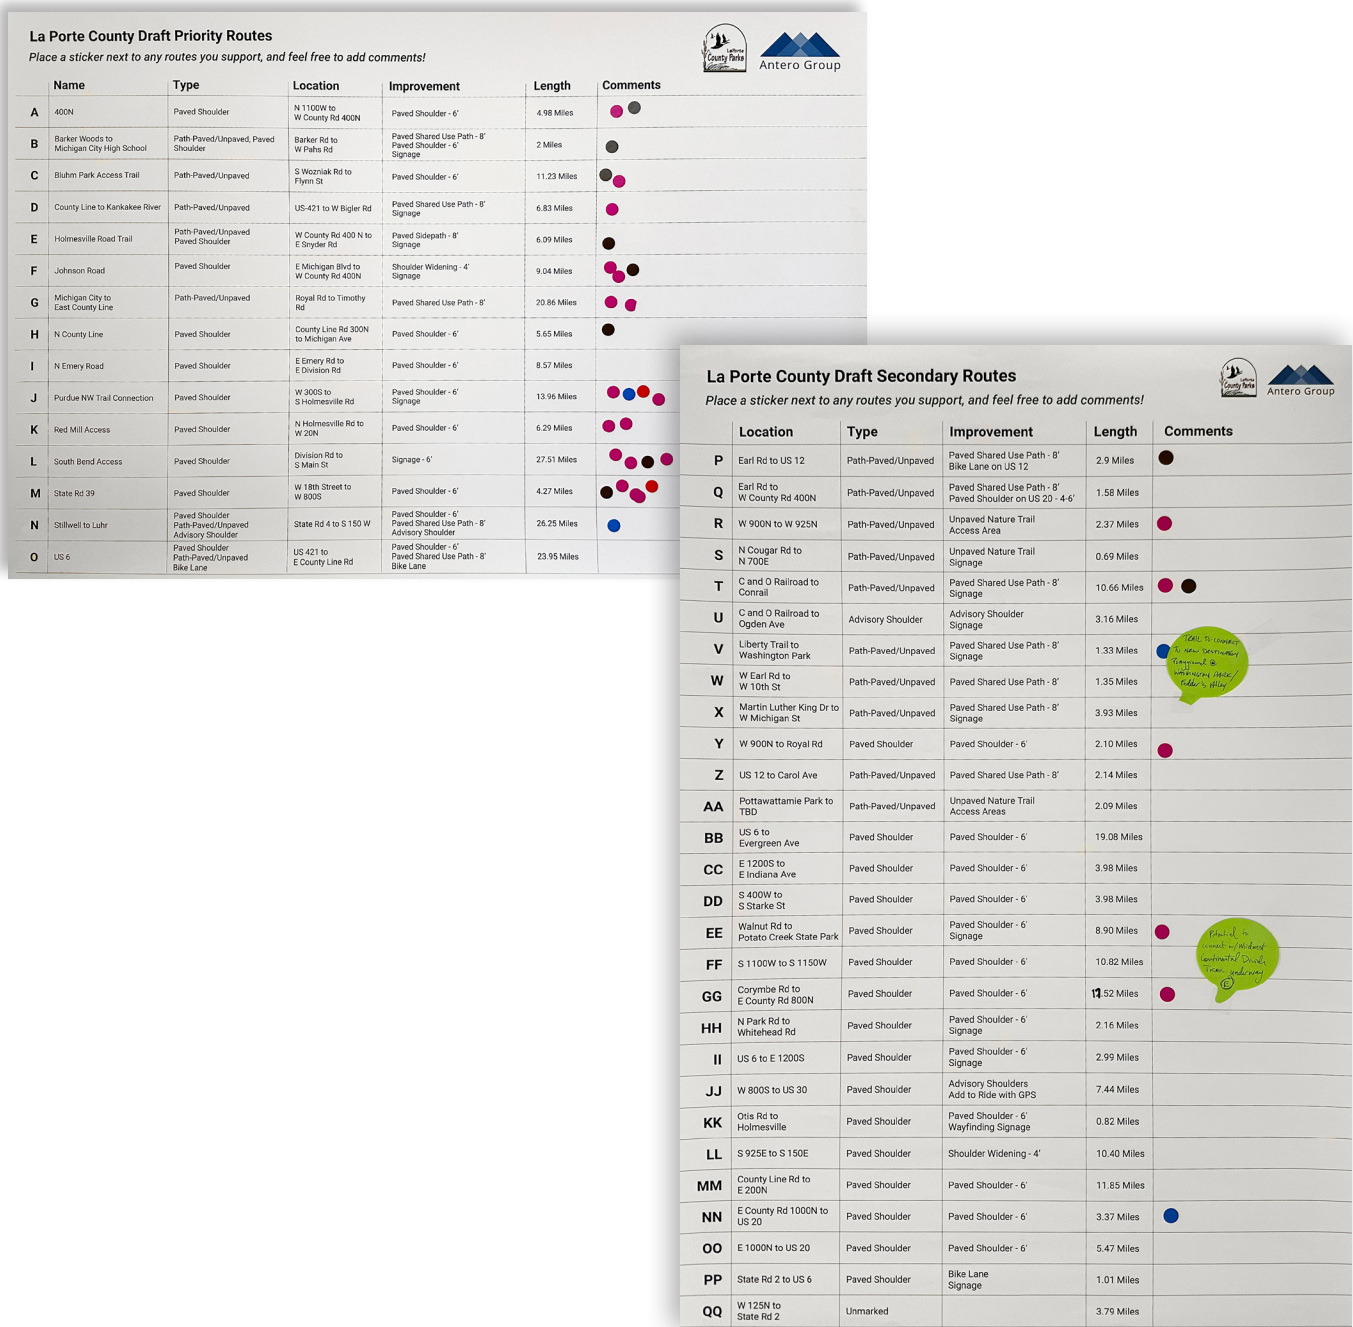 La Porte County Draft Priority Routes
Place a sticker next to any routes you support, and feel free to add comments!
LaPorte
County Parks
Antero Group
Name Type Location Improvement Length Comments
A 400N Paved Shoulder N 1100W to W County Rd 400N Paved Shoulder - 6' 4.98 Miles
B Barker Woods to Michigan City High School Path-Paved/Unpaved, Paved Shoulder Barker Rd to W Pahs Rd Paved Shared Use Path - 8' Paved Shoulder - 6' Signage 2 Miles
C Bluhm Park Access Trail Path-Paved/Unpaved S Wozniak Rd to Flynn St Paved Shoulder - 6' 11.23 Miles
D County Line to Kankakee River Path-Paved/Unpaved US-421 to W Bigler Rd Paved Shared Use Path - 8' Signage 6.83 Miles
E Holmesville Road Trail Path-Paved/Unpaved Paved Shoulder W County Rd 400 N to E Snyder Rd Paved Sidepath - 8' Signage 6.09 Miles
F Johnson Road Paved Shoulder E Michigan Blvd to W County Rd 400N Shoulder Widening - 4' Signage 9.04 Miles
G Michigan City to East County Line Path-Paved/Unpaved Royal Rd to Timothy Rd Paved Shared Use Path - 8' 20.86 Miles
H N County Line Paved Shoulder County Line Rd 300N to Michigan Ave Paved Shoulder - 6' 5.65 Miles
I N Emery Road Paved Shoulder E Emery Rd to E Division Rd Paved Shoulder - 6' 8.57 Miles
J Purdue NW Trail Connection Paved Shoulder W 300S to S Holmesville Rd Paved Shoulder - 6' Signage 13.96 Miles
K Red Mill Access Paved Shoulder N Holmesville Rd to W 20N Paved Shoulder - 6' 6.29 Miles
L South Bend Access Paved Shoulder Division Rd to S Main St Signage - 6' 27.51 Miles
M State Rd 39 Paved Shoulder W 18th Street to W 800S Paved Shoulder - 6' 4.27 Miles
N Stillwell to Luhr Paved Shoulder Path-Paved/Unpaved Advisory Shoulder State Rd 4 to S 150 W Paved Shoulder - 6' Paved Shared Use Path - 8' Advisory Shoulder 26.25 Miles
O US 6 Paved Shoulder Path-Paved/Unpaved Bike Lane US 421 to E County Line Rd Paved Shoulder - 6' Paved Shared Use Path - 8' Bike Lane 23.95 Miles
La Porte County Draft Secondary Routes
Place a sticker next to any routes you support, and feel free to add comments!
LaPorte
County Parks
Antero Group
Location Type Improvement Length Comments
P Earl Rd to US 12 Path-Paved/Unpaved Paved Shared Use Path - 8' Bike Lane on US 12 2.9 Miles
Q Earl Rd to W County Rd 400N Path-Paved/Unpaved Paved Shared Use Path - 8' Paved Shoulder on US 20 - 4-6' 1.58 Miles
R W 900N to W 925N Path-Paved/Unpaved Unpaved Nature Trail Access Area 2.37 Miles
S N Cougar Rd to N 700E Path-Paved/Unpaved Unpaved Nature Trail Signage 0.69 Miles
T C and O Railroad to Conrail Path-Paved/Unpaved Paved Shared Use Path - 8' Signage 10.66 Miles
U C and O Railroad to Ogden Ave Advisory Shoulder Advisory Shoulder Signage 3.16 Miles
V Liberty Trail to Washington Park Path-Paved/Unpaved Paved Shared Use Path - 8' Signage 1.33 Miles
TRAIL TO CONNECT
TO NEW DESTINATION
Playground @
WASHINGTON PARK/
Fedder's Alley
W W Earl Rd to W 10th St Path-Paved/Unpaved Paved Shared Use Path - 8' 1.35 Miles
X Martin Luther King Dr to W Michigan St Path-Paved/Unpaved Paved Shared Use Path - 8' Signage 3.93 Miles
Y W 900N to Royal Rd Paved Shoulder Paved Shoulder - 6' 2.10 Miles
Z US 12 to Carol Ave Path-Paved/Unpaved Paved Shared Use Path - 8' 2.14 Miles
AA Pottawattamie Park to TBD Path-Paved/Unpaved Unpaved Nature Trail Access Areas 2.09 Miles
BB US 6 to Evergreen Ave Paved Shoulder Paved Shoulder - 6' 19.08 Miles
CC E 1200S to E Indiana Ave Paved Shoulder Paved Shoulder - 6' 3.98 Miles
DD S 400W to S Starke St Paved Shoulder Paved Shoulder - 6' 3.98 Miles
EE Walnut Rd to Potato Creek State Park Paved Shoulder Paved Shoulder - 6' Signage 8.90 Miles
Potential to
connect w/ Midwest
Continental Divide
Trail underway
E
FF S 1100W to S 1150W Paved Shoulder Paved Shoulder - 6' 10.82 Miles
GG Corymbe Rd to E County Rd 800N Paved Shoulder Paved Shoulder - 6' .52 Miles
HH N Park Rd to Whitehead Rd Paved Shoulder Paved Shoulder - 6' Signage 2.16 Miles
II US 6 to E 1200S Paved Shoulder Paved Shoulder - 6' Signage 2.99 Miles
JJ W 800S to US 30 Paved Shoulder Advisory Shoulders Add to Ride with GPS 7.44 Miles
KK Otis Rd to Holmesville Paved Shoulder Paved Shoulder - 6' Wayfinding Signage 0.82 Miles
LL S 925E to S 150E Paved Shoulder Shoulder Widening - 4' 10.40 Miles
MM County Line Rd to E 200N Paved Shoulder Paved Shoulder - 6' 11.85 Miles
NN E County Rd 1000N to US 20 Paved Shoulder Paved Shoulder - 6' 3.37 Miles
OO E 1000N to US 20 Paved Shoulder Paved Shoulder - 6' 5.47 Miles
PP State Rd 2 to US 6 Paved Shoulder Bike Lane Signage 1.01 Miles
QQ W 125N to State Rd 2 Unmarked 3.79 Miles